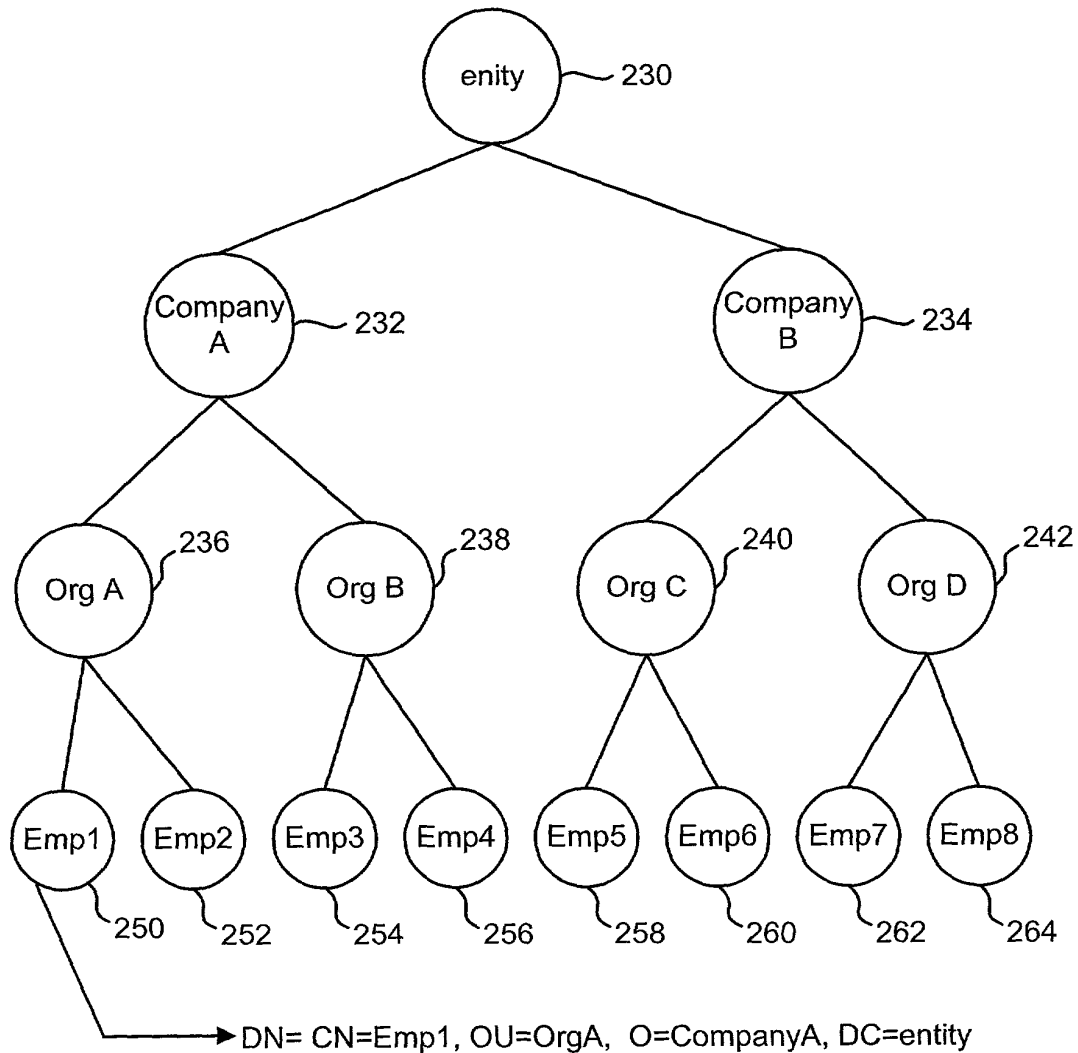 enity
230
Company
A
232
Company
B
234
Org A
236
Org B
238
Org C
240
Org D
242
Emp1
Emp2
Emp3
Emp4
Emp5
Emp6
Emp7
Emp8
250
252
254
256
258
260
262
264
DN= CN=Emp1, OU=OrgA, O=CompanyA, DC=entity